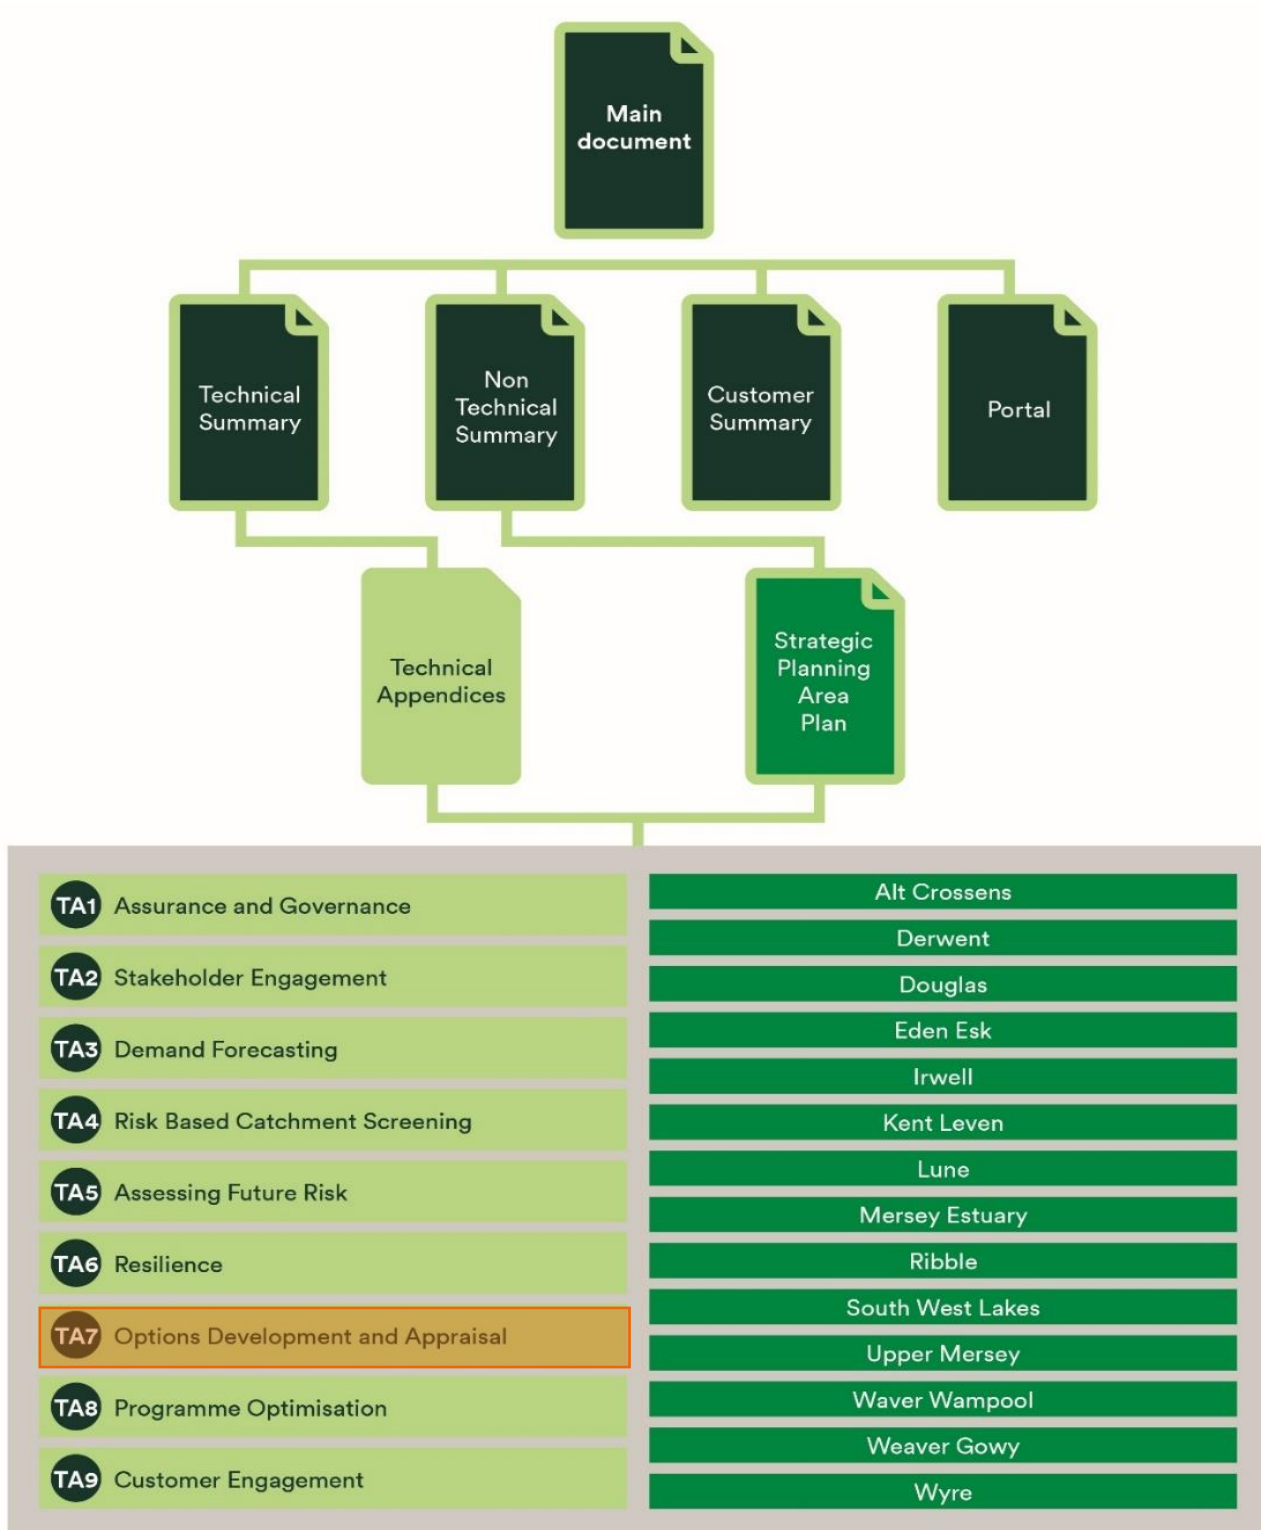 Main
document
Technical
Summary
Non
Technical
Summary
Customer
Summary
Portal
Technical
Appendices
Strategic
Planning
Area
Plan
TA1 Assurance and Governance
TA2 Stakeholder Engagement
TA3 Demand Forecasting
TA4 Risk Based Catchment Screening
TA5 Assessing Future Risk
TA6 Resilience
TA7 Options Development and Appraisal
TA8 Programme Optimisation
TA9 Customer Engagement
Alt Crossens
Derwent
Douglas
Eden Esk
Irwell
Kent Leven
Lune
Mersey Estuary
Ribble
South West Lakes
Upper Mersey
Waver Wampool
Weaver Gowy
Wyre